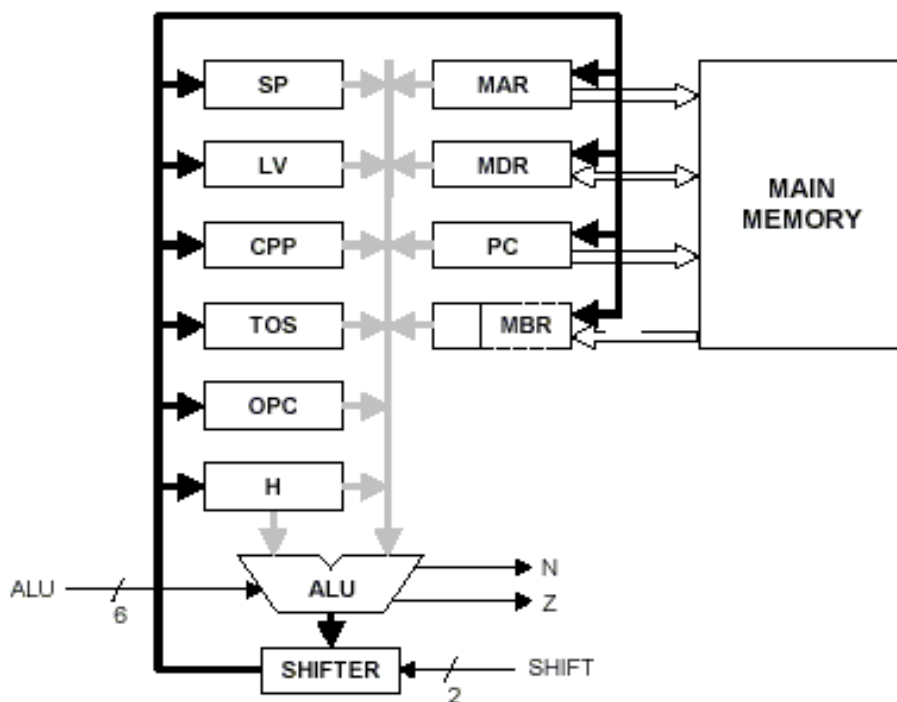 SP
MAR
LV
MDR
MAIN
MEMORY
CPP
PC
TOS
MBR
OPC
H
ALU
6
ALU
N
Z
SHIFTER
2
SHIFT